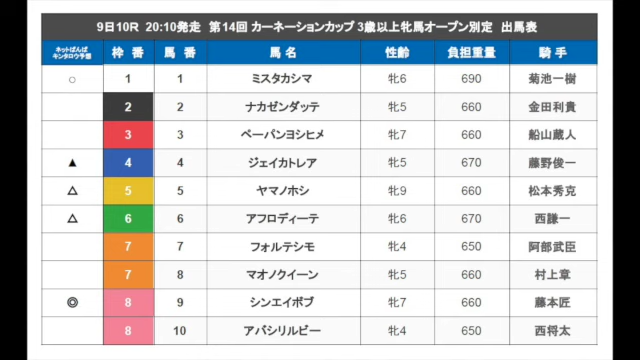 9日10R 20:10発走 第14回 カーネーションカップ 3歳以上牝馬オープン別定 出馬表
ネットばんば
キンタロウ予想 枠 番 馬 番 馬 名 性齢 負担重量 騎 手
○ 1 1 ミスタカシマ 牝6 690 菊池一樹
2 2 ナカゼンダッテ 牝5 660 金田利貴
3 3 ペーパンヨシヒメ 牝7 660 船山蔵人
▲ 4 4 ジェイカトレア 牝5 670 藤野俊一
△ 5 5 ヤマノホシ 牝9 660 松本秀克
△ 6 6 アフロディーテ 牝6 670 西謙一
7 7 フォルテシモ 牝4 650 阿部武臣
7 8 マオノクイーン 牝5 660 村上章
◎ 8 9 シンエイボブ 牝7 660 藤本匠
8 10 アバシリルビー 牝4 650 西将太